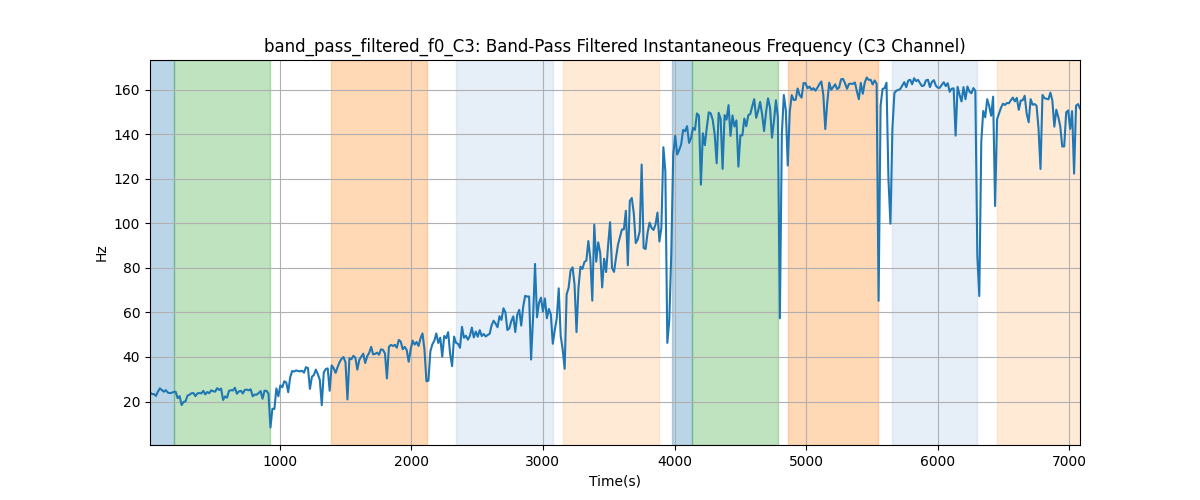 band_pass_filtered_f0_C3: Band-Pass Filtered Instantaneous Frequency (C3 Channel)
160
140
120
100
80
60
40
20
Hz
1000 2000 3000 4000 5000 6000 7000
Time(s)